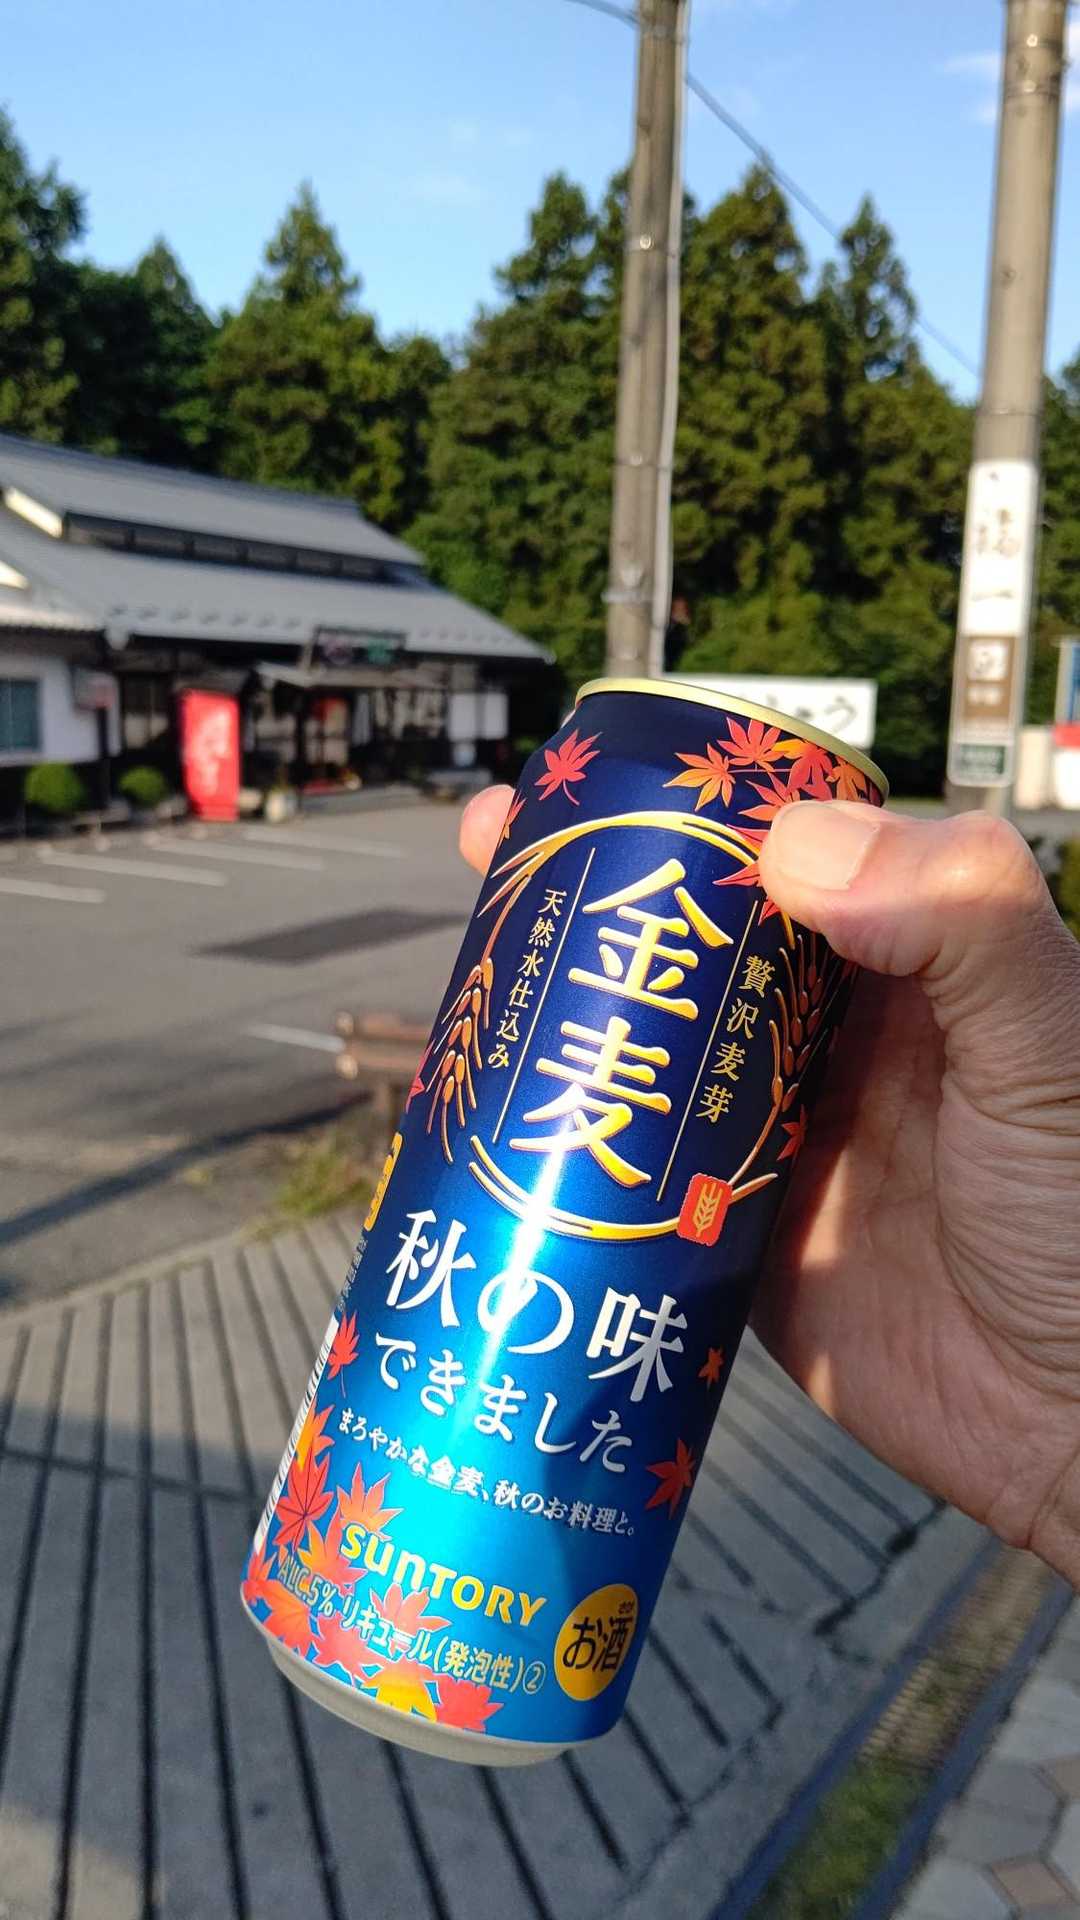 金麦
贅沢麦芽
天然水仕込み
秋の味
できました
まろやかな金麦、秋のお料理と。
SUNTORY
ALC.5% リキュール(発泡性)②
お酒